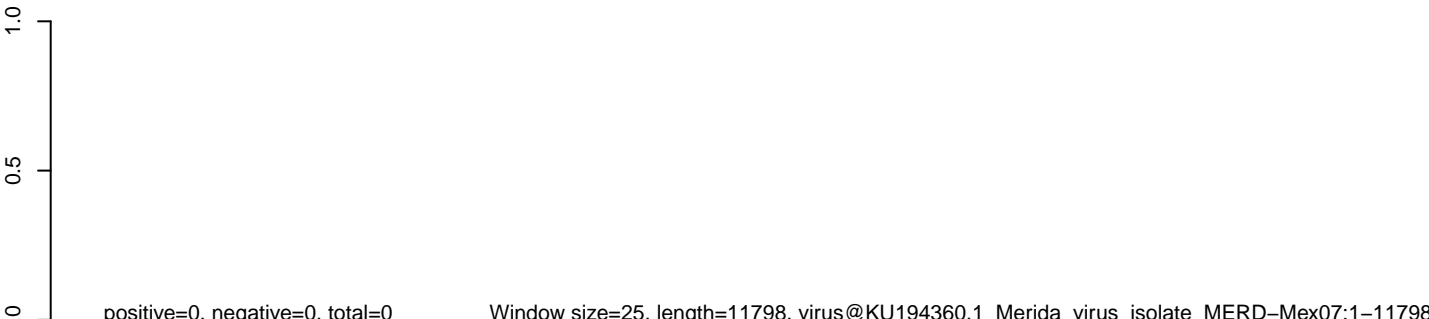 1.0
0.5
0
positive=0, negative=0, total=0
Window size=25, length=11798, virus@KU194360.1_Merida_virus_isolate_MERD−Mex07:1−11798